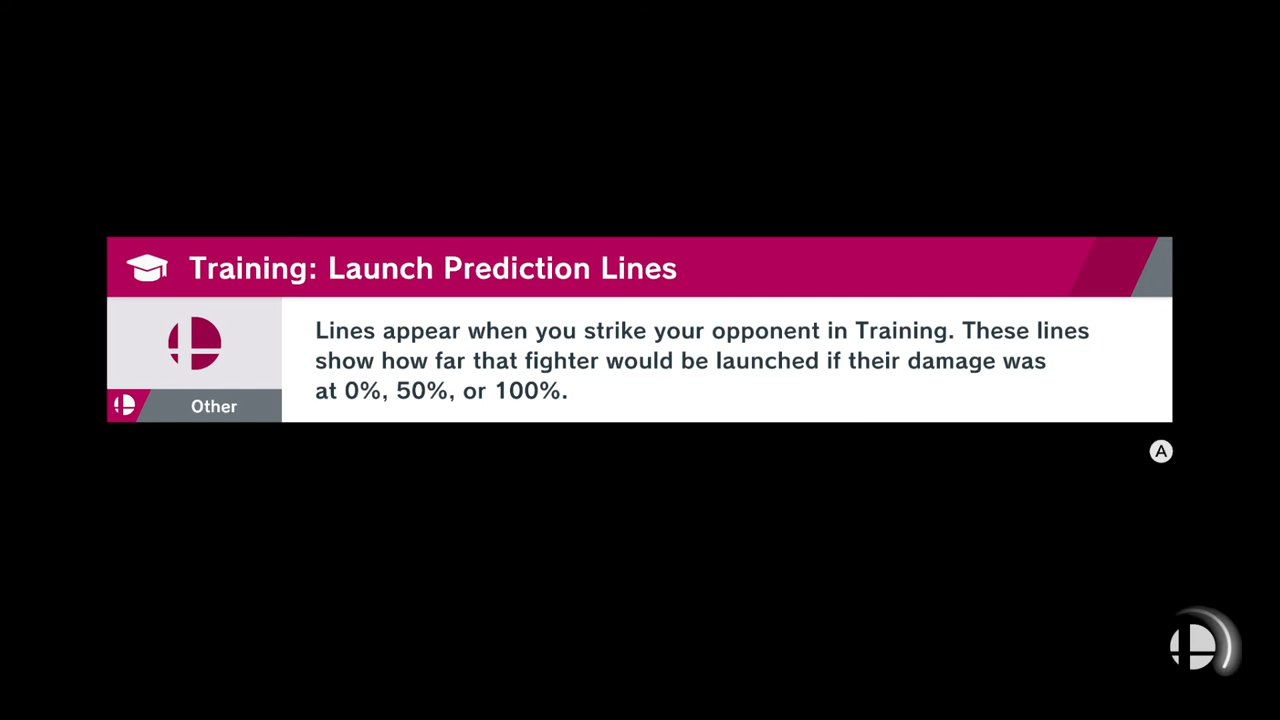 Training: Launch Prediction Lines
Lines appear when you strike your opponent in Training. These lines
show how far that fighter would be launched if their damage was
at 0%, 50%, or 100%.
Other
A